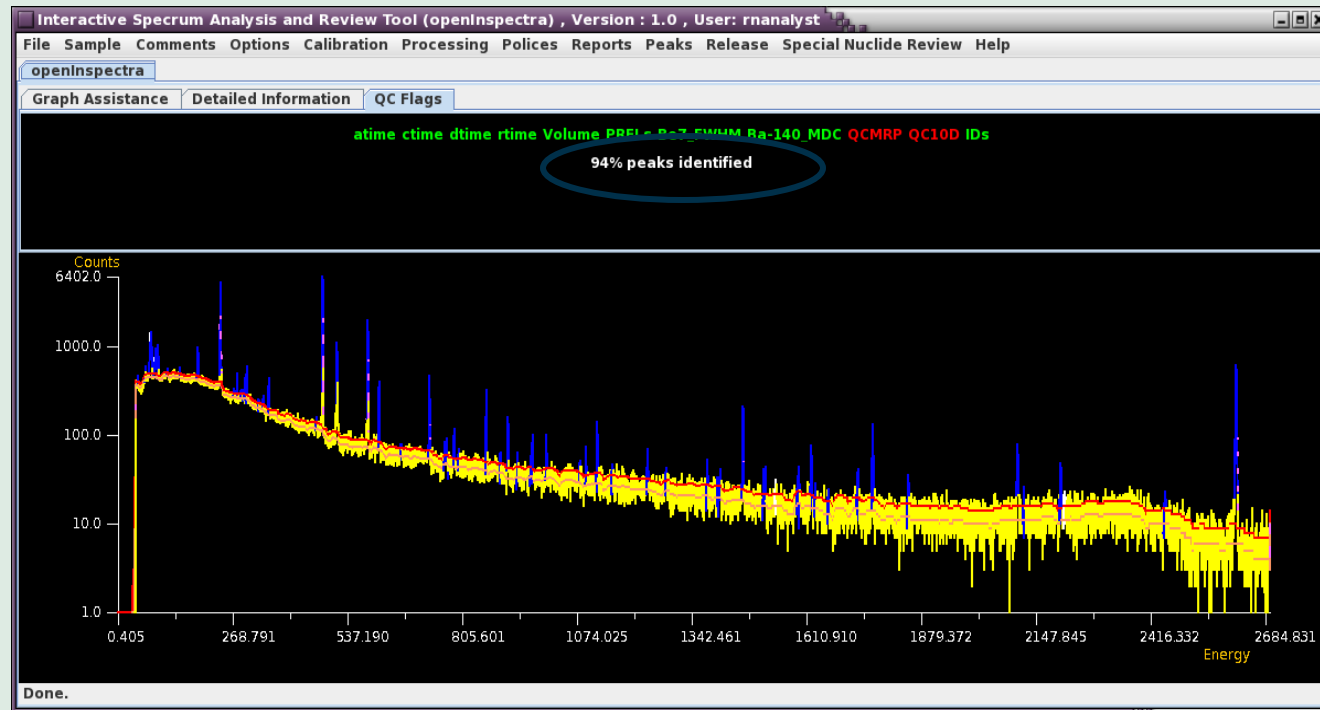 Interactive Specrum Analysis and Review Tool (openInspectra) , Version : 1.0 , User: rnanalyst
File Sample Comments Options Calibration Processing Polices Reports Peaks Release Special Nuclide Review Help
openInspectra
Graph Assistance Detailed Information QC Flags
atime ctime dtime rtime Volume PRELs Be7_FWHM Ba-140_MDC QCMRP QC10D IDs
94% peaks identified
Counts
6402.0
1000.0
100.0
10.0
1.0
0.405 268.791 537.190 805.601 1074.025 1342.461 1610.910 1879.372 2147.845 2416.332 2684.831
Energy
Done.